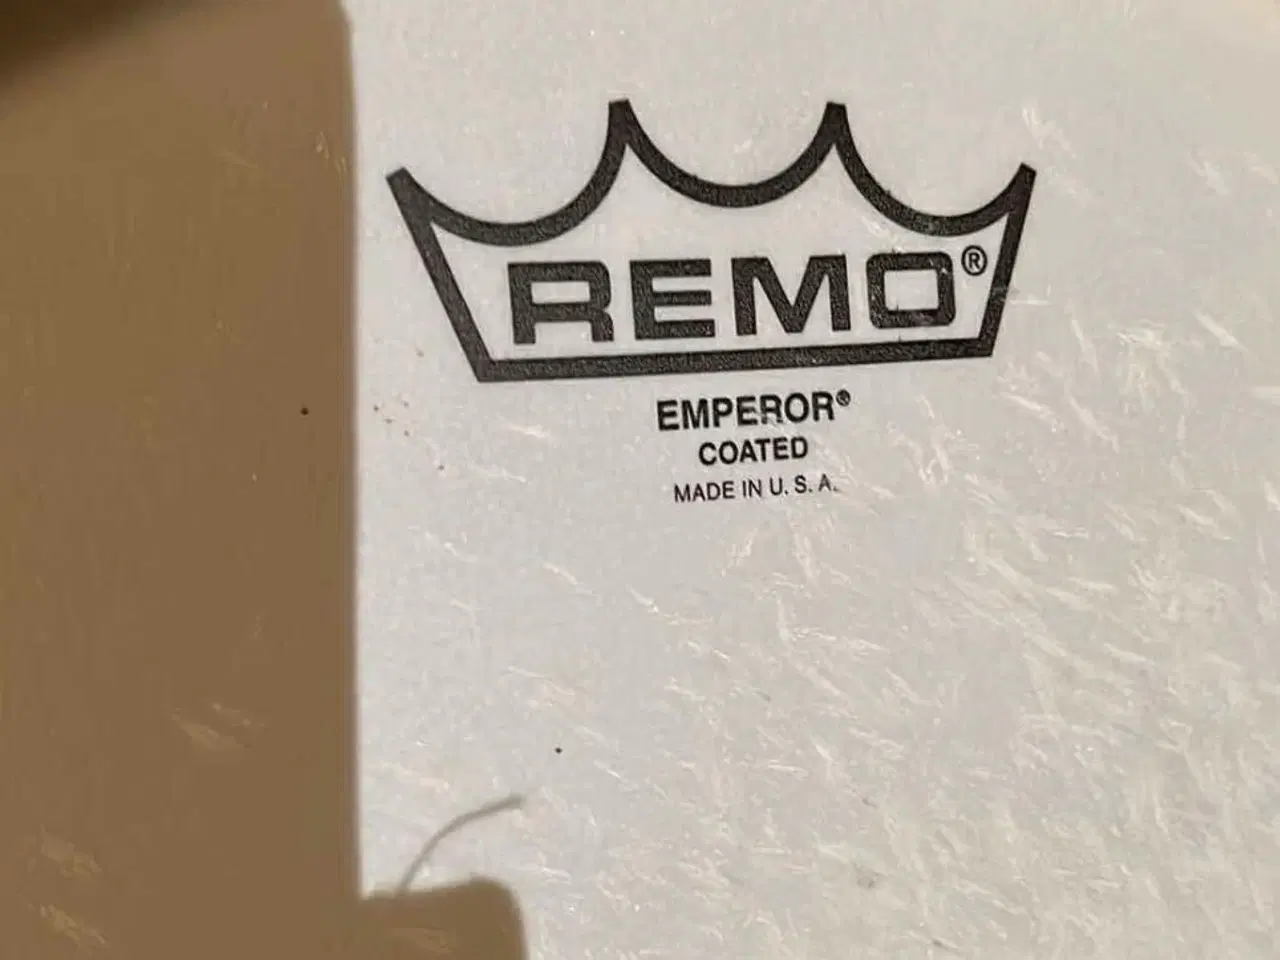 REMO®
EMPEROR®
COATED
MADE IN U. S. A.